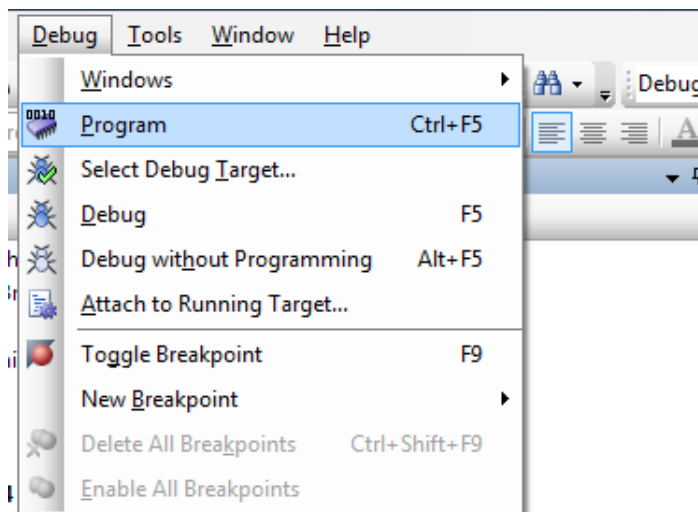 Debug Tools Window Help
Windows
Debug
0010
Program Ctrl+F5
Select Debug Target...
Debug F5
Debug without Programming Alt+F5
Attach to Running Target...
Toggle Breakpoint F9
New Breakpoint
Delete All Breakpoints Ctrl+Shift+F9
Enable All Breakpoints